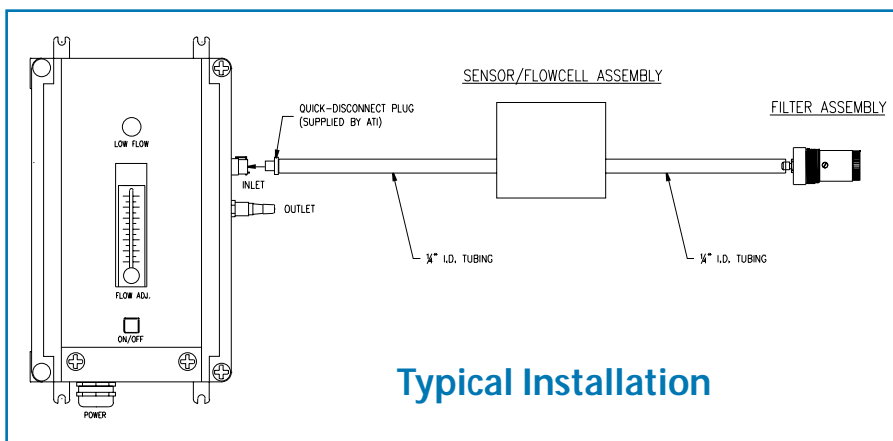 SENSOR/FLOWCELL ASSEMBLY
QUICK-DISCONNECT PLUG
(SUPPLIED BY ATI)
FILTER ASSEMBLY
LOW FLOW
INLET
OUTLET
¼" I.D. TUBING
¼" I.D. TUBING
FLOW ADJ.
ON/OFF
POWER
Typical Installation